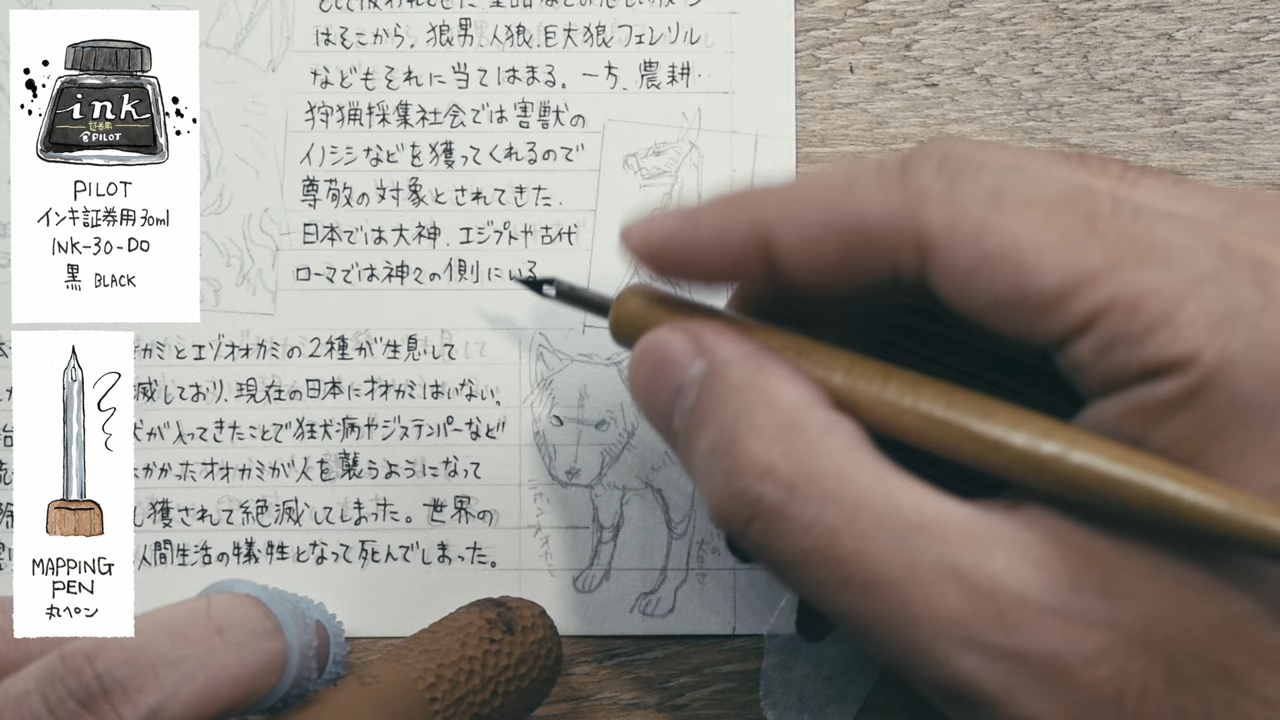 ink
証券用
PILOT
PILOT
インキ証券用30ml
INK-30-DO
黒 BLACK
MAPPING
PEN
丸ペン
はそこから。狼男、人狼、巨大狼フェンリル
などもそれに当てはまる。一方、農耕
狩猟採集社会では害獣の
イノシシなどを獲ってくれるので
尊敬の対象とされてきた.
日本では大神、エジプトや古代
ローマでは神々の側にいる
カミとエゾオオカミの2種が生息して
滅しており、現在の日本にオオカミはいない。
犬が入ってきたことで狂犬病やジステンパーなど
かかったオオカミが人を襲うようになって
獲されて絶滅してしまった。世界の
人間生活の犠牲となって死んでしまった。